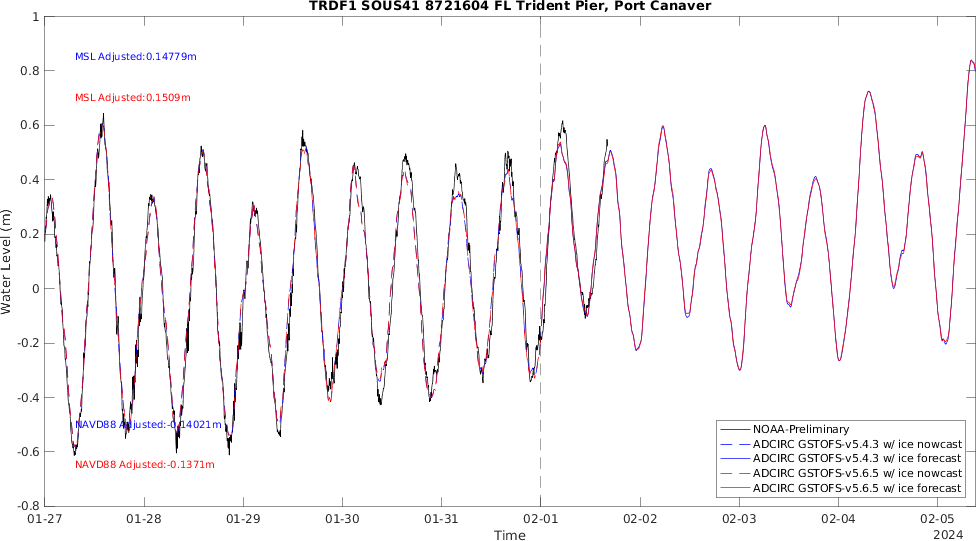 TRDF1 SOUS41 8721604 FL Trident Pier, Port Canaver
Water Level (m)
1
0.8
0.6
0.4
0.2
0
-0.2
-0.4
-0.6
-0.8
MSL Adjusted:0.14779m
MSL Adjusted:0.1509m
NAVD88 Adjusted:-0.14021m
NAVD88 Adjusted:-0.1371m
NOAA-Preliminary
ADCIRC GSTOFS-v5.4.3 w/ ice nowcast
ADCIRC GSTOFS-v5.4.3 w/ ice forecast
ADCIRC GSTOFS-v5.6.5 w/ ice nowcast
ADCIRC GSTOFS-v5.6.5 w/ ice forecast
01-27 01-28 01-29 01-30 01-31 02-01 02-02 02-03 02-04 02-05
Time
2024